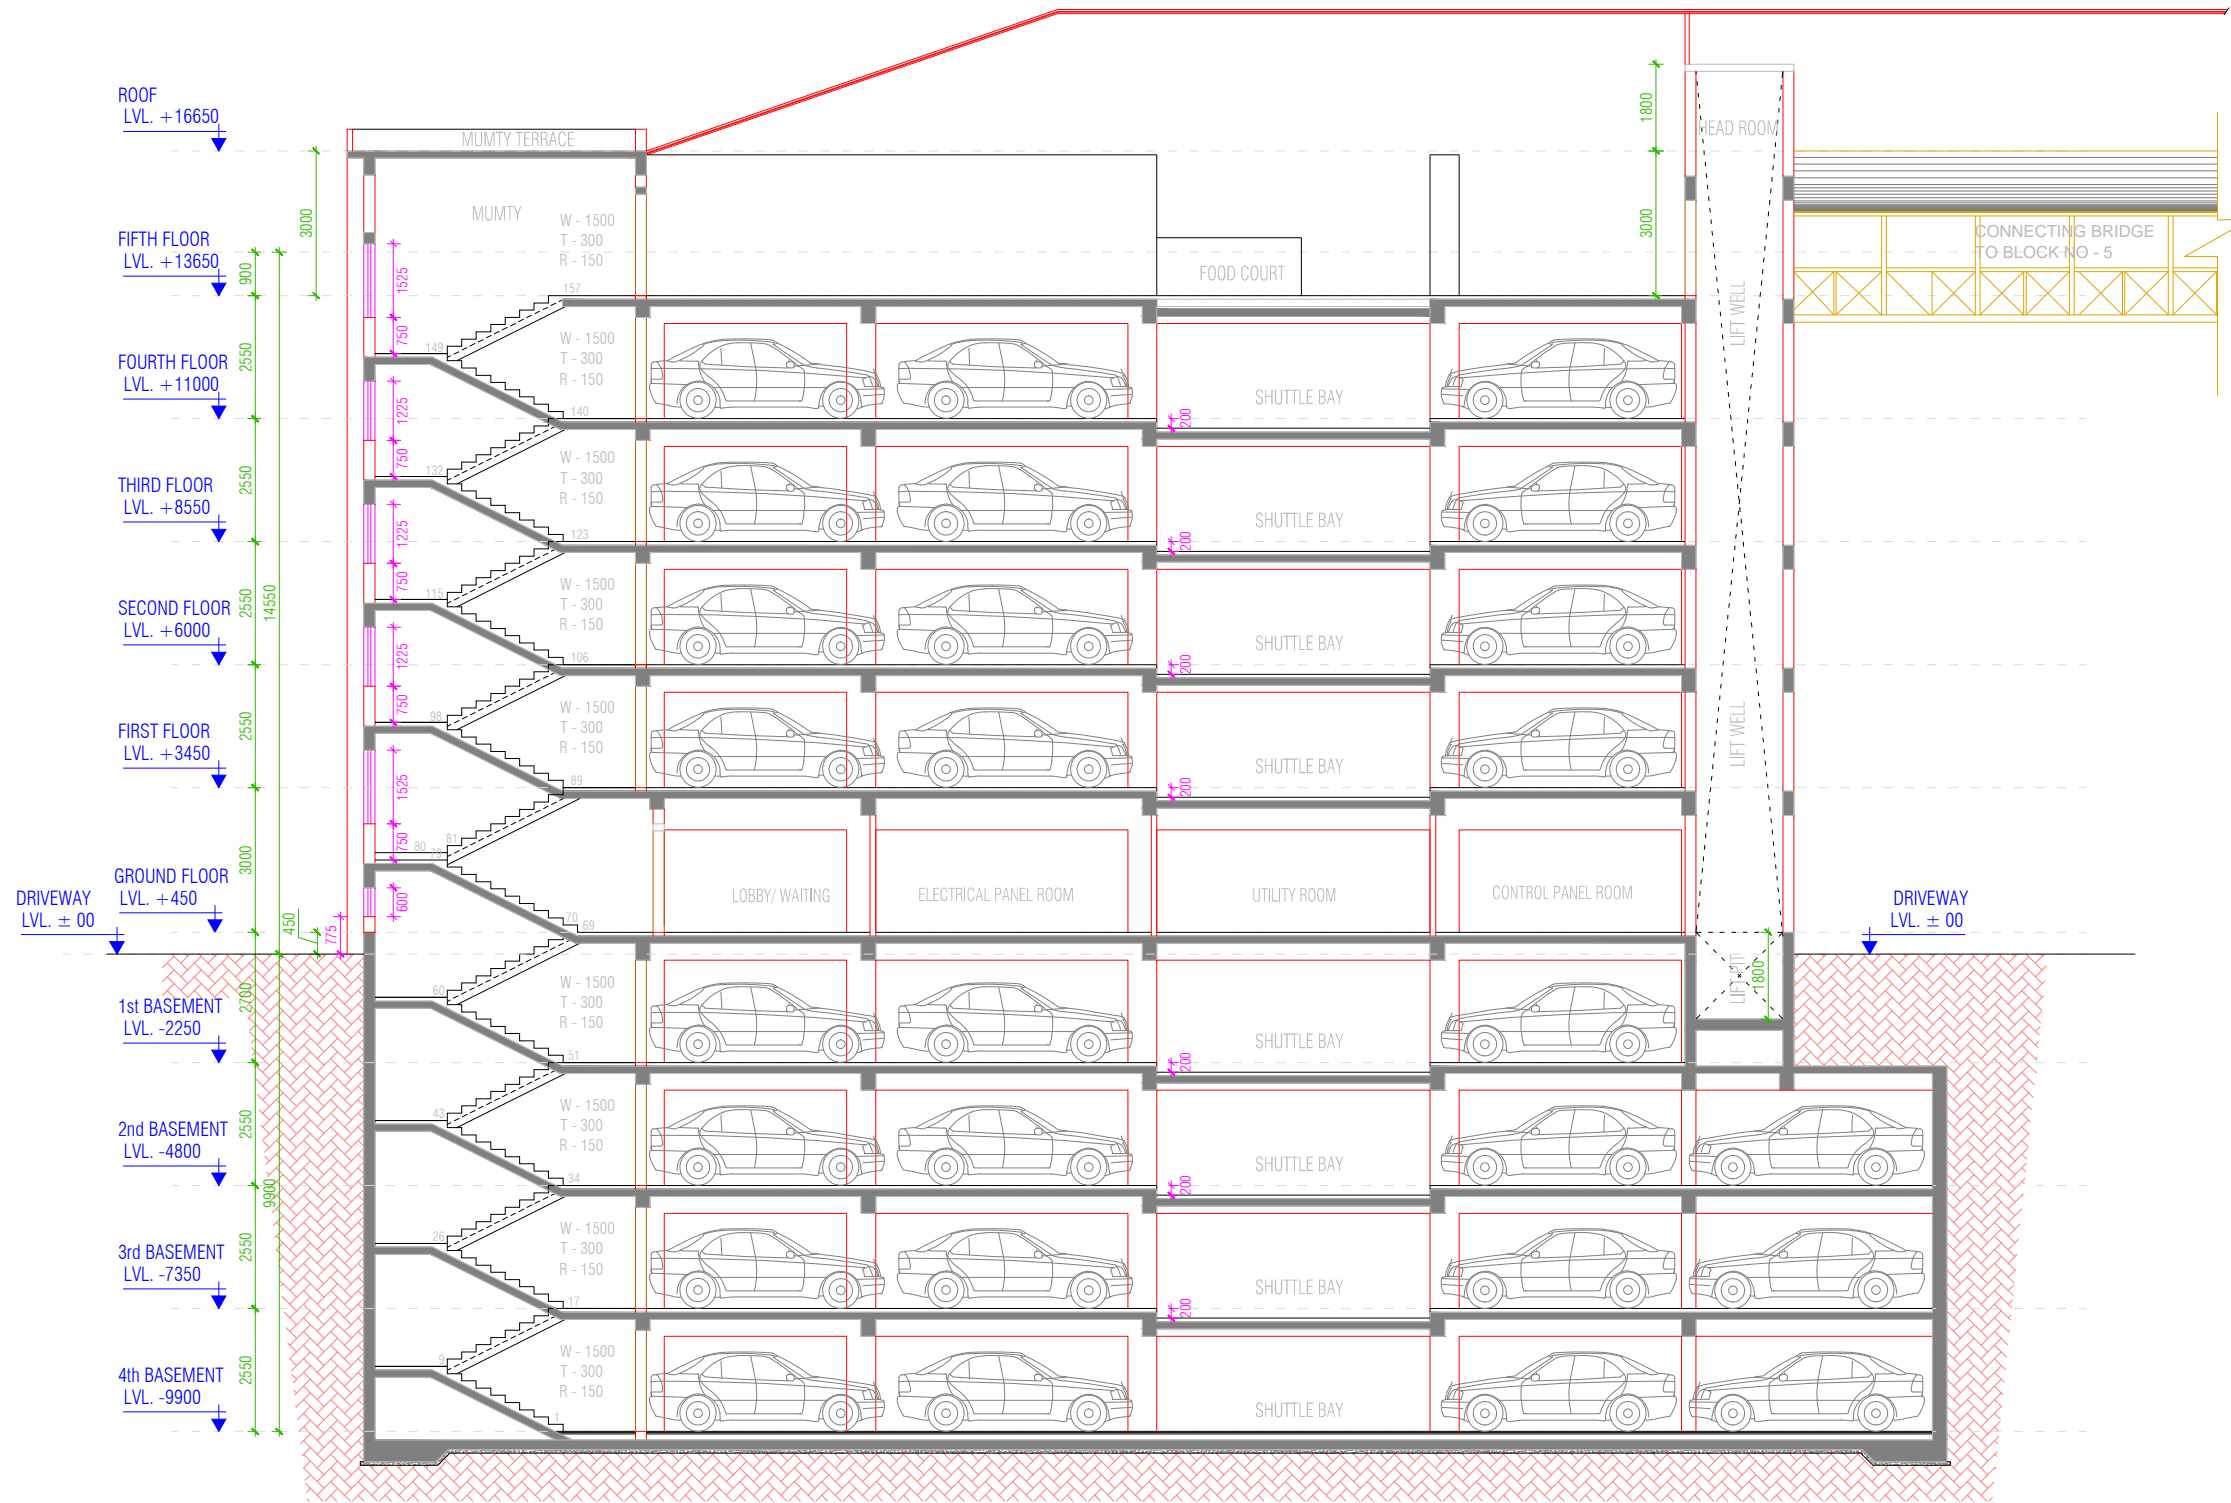 ROOF
LVL. +16650
MUMTY TERRACE
1800
HEAD ROOM
3000
MUMTY
W - 1500
T - 300
R - 150
3000
FIFTH FLOOR
LVL. +13650
900
1525
FOOD COURT
CONNECTING BRIDGE
TO BLOCK NO - 5
157
LIFT WELL
W - 1500
T - 300
R - 150
750
149
2550
FOURTH FLOOR
LVL. +11000
1225
SHUTTLE BAY
140
200
W - 1500
T - 300
R - 150
750
132
2550
THIRD FLOOR
LVL. +8550
1225
SHUTTLE BAY
123
200
W - 1500
T - 300
R - 150
750
115
2550
14550
SECOND FLOOR
LVL. +6000
1225
SHUTTLE BAY
106
200
W - 1500
T - 300
R - 150
750
98
2550
LIFT WELL
FIRST FLOOR
LVL. +3450
1525
SHUTTLE BAY
89
200
750
81
80
79
3000
GROUND FLOOR
LVL. +450
DRIVEWAY
LVL. ± 00
600
LOBBY/ WAITING
ELECTRICAL PANEL ROOM
UTILITY ROOM
CONTROL PANEL ROOM
DRIVEWAY
LVL. ± 00
450
775
70
69
LIFT PIT
1800
W - 1500
T - 300
R - 150
60
2700
1st BASEMENT
LVL. -2250
SHUTTLE BAY
51
200
W - 1500
T - 300
R - 150
43
2550
2nd BASEMENT
LVL. -4800
SHUTTLE BAY
34
200
9900
W - 1500
T - 300
R - 150
26
2550
3rd BASEMENT
LVL. -7350
SHUTTLE BAY
17
200
W - 1500
T - 300
R - 150
9
2550
4th BASEMENT
LVL. -9900
SHUTTLE BAY
1